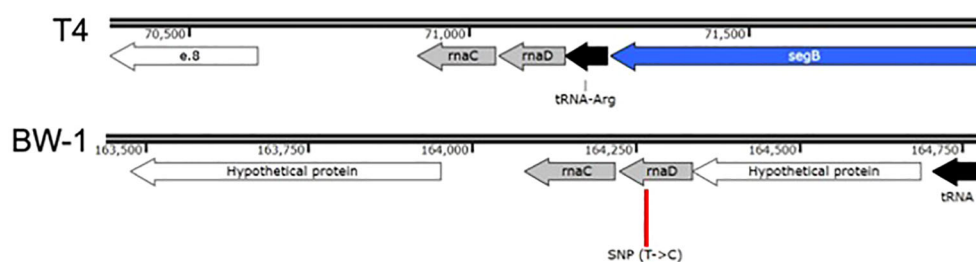 T4
70,500 71,000 71,500
e.8 rnaC rnaD segB
tRNA-Arg
BW-1
163,500 163,750 164,000 164,250 164,500 164,750
Hypothetical protein rnaC rnaD Hypothetical protein
tRNA
SNP (T->C)